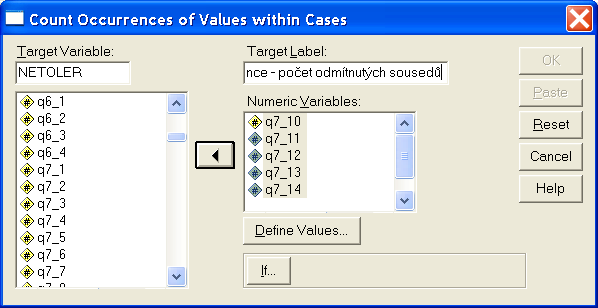 Count Occurrences of Values within Cases
Target Variable:
NETOLER
Target Label:
nce - počet odmítnutých sousedů
q6_1
q6_2
q6_3
q6_4
q7_1
q7_2
q7_3
q7_4
q7_5
q7_6
q7_7
Numeric Variables:
q7_10
q7_11
q7_12
q7_13
q7_14
Define Values...
If...
OK
Paste
Reset
Cancel
Help